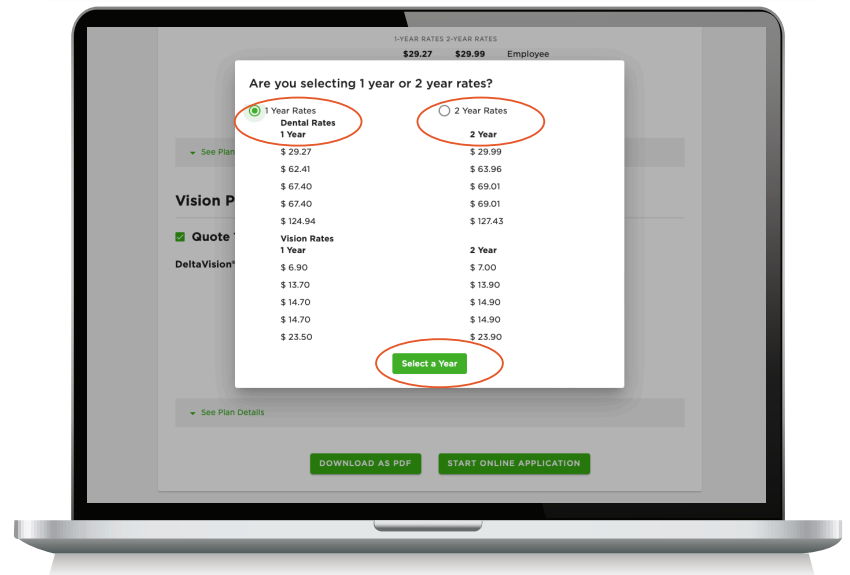 1-YEAR RATES 2-YEAR RATES
$29.27 $29.99 Employee
Are you selecting 1 year or 2 year rates?
1 Year Rates 2 Year Rates
Dental Rates
1 Year 2 Year
$ 29.27 $ 29.99
See Plan
$ 62.41 $ 63.96
$ 67.40 $ 69.01
$ 67.40 $ 69.01
Vision P
$ 124.94 $ 127.43
Quote
Vision Rates
1 Year 2 Year
DeltaVision®
$ 6.90 $ 7.00
$ 13.70 $ 13.90
$ 14.70 $ 14.90
$ 14.70 $ 14.90
$ 23.50 $ 23.90
Select a Year
See Plan Details
DOWNLOAD AS PDF START ONLINE APPLICATION